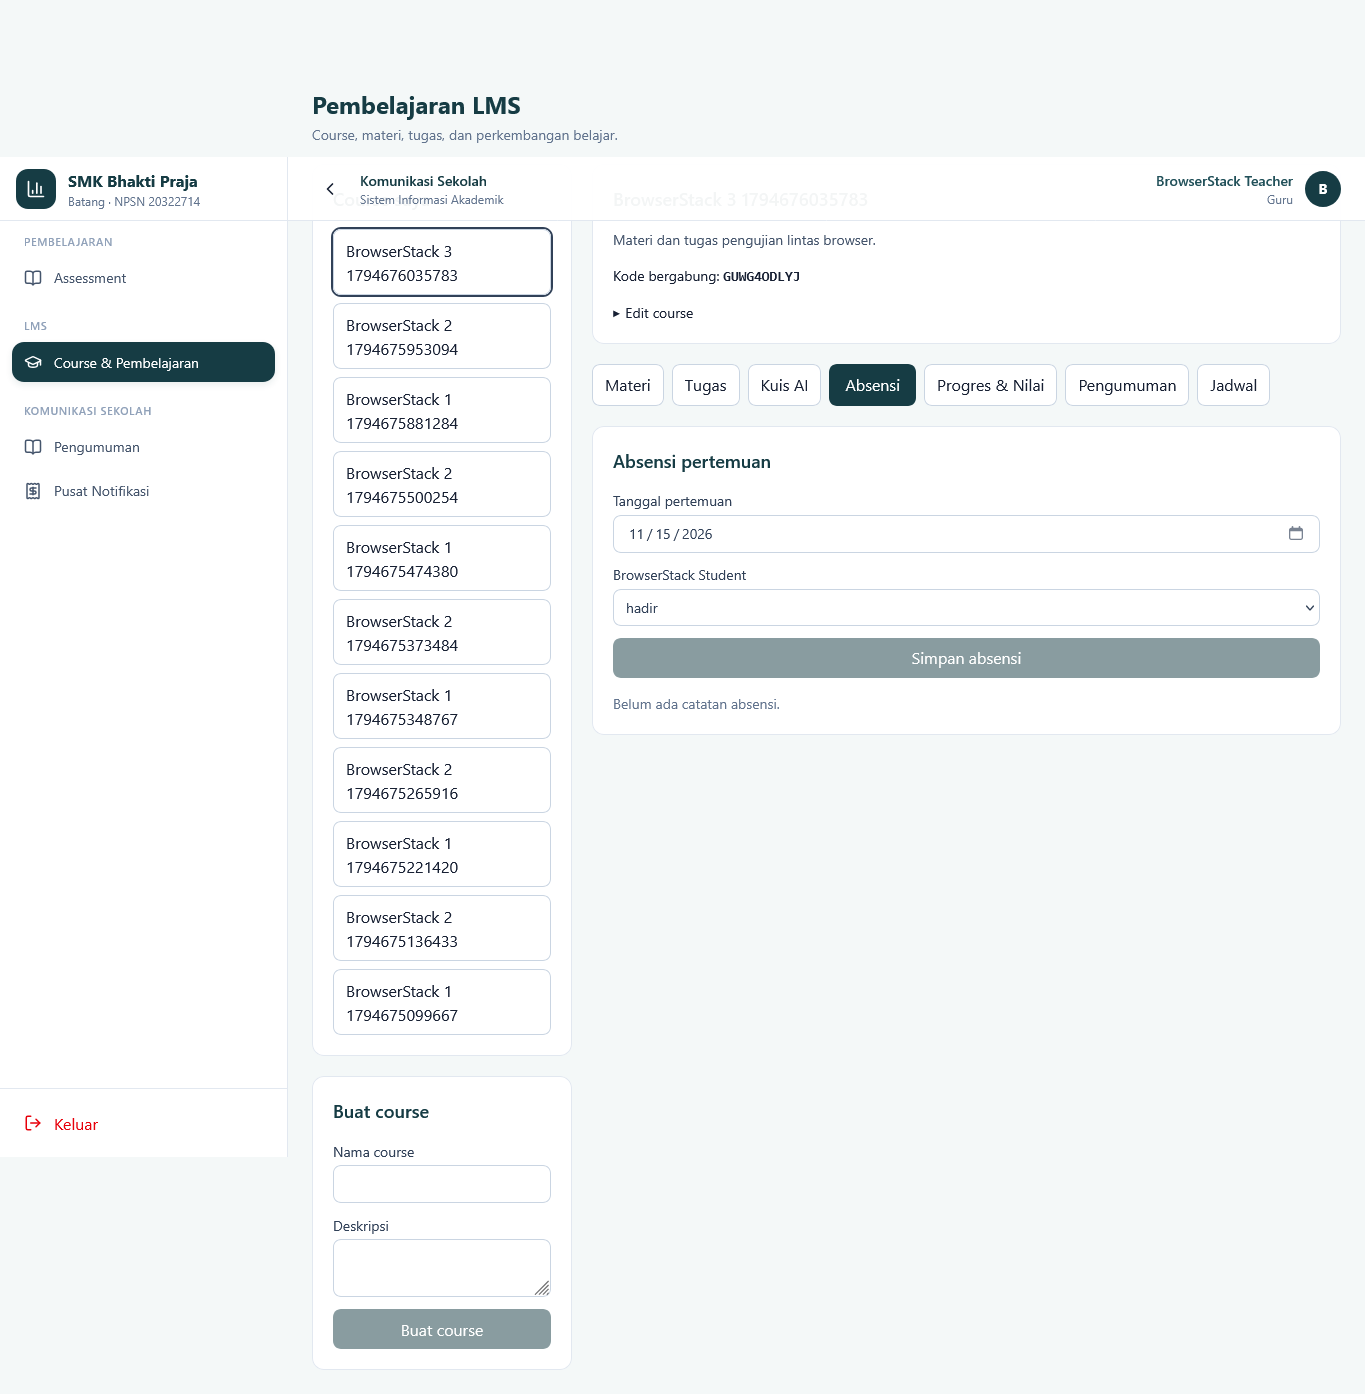 Pembelajaran LMS
Course, materi, tugas, dan perkembangan belajar.
SMK Bhakti Praja
Batang · NPSN 20322714
PEMBELAJARAN
Assessment
LMS
Course & Pembelajaran
KOMUNIKASI SEKOLAH
Pengumuman
Pusat Notifikasi
Keluar
Komunikasi Sekolah
Sistem Informasi Akademik
BrowserStack Teacher
Guru
B
BrowserStack 3
1794676035783
BrowserStack 2
1794675953094
BrowserStack 1
1794675881284
BrowserStack 2
1794675500254
BrowserStack 1
1794675474380
BrowserStack 2
1794675373484
BrowserStack 1
1794675348767
BrowserStack 2
1794675265916
BrowserStack 1
1794675221420
BrowserStack 2
1794675136433
BrowserStack 1
1794675099667
Buat course
Nama course
Deskripsi
Buat course
BrowserStack 3 1794676035783
Materi dan tugas pengujian lintas browser.
Kode bergabung: GUWG4ODLYJ
Edit course
Materi
Tugas
Kuis AI
Absensi
Progres & Nilai
Pengumuman
Jadwal
Absensi pertemuan
Tanggal pertemuan
11 / 15 / 2026
BrowserStack Student
hadir
Simpan absensi
Belum ada catatan absensi.